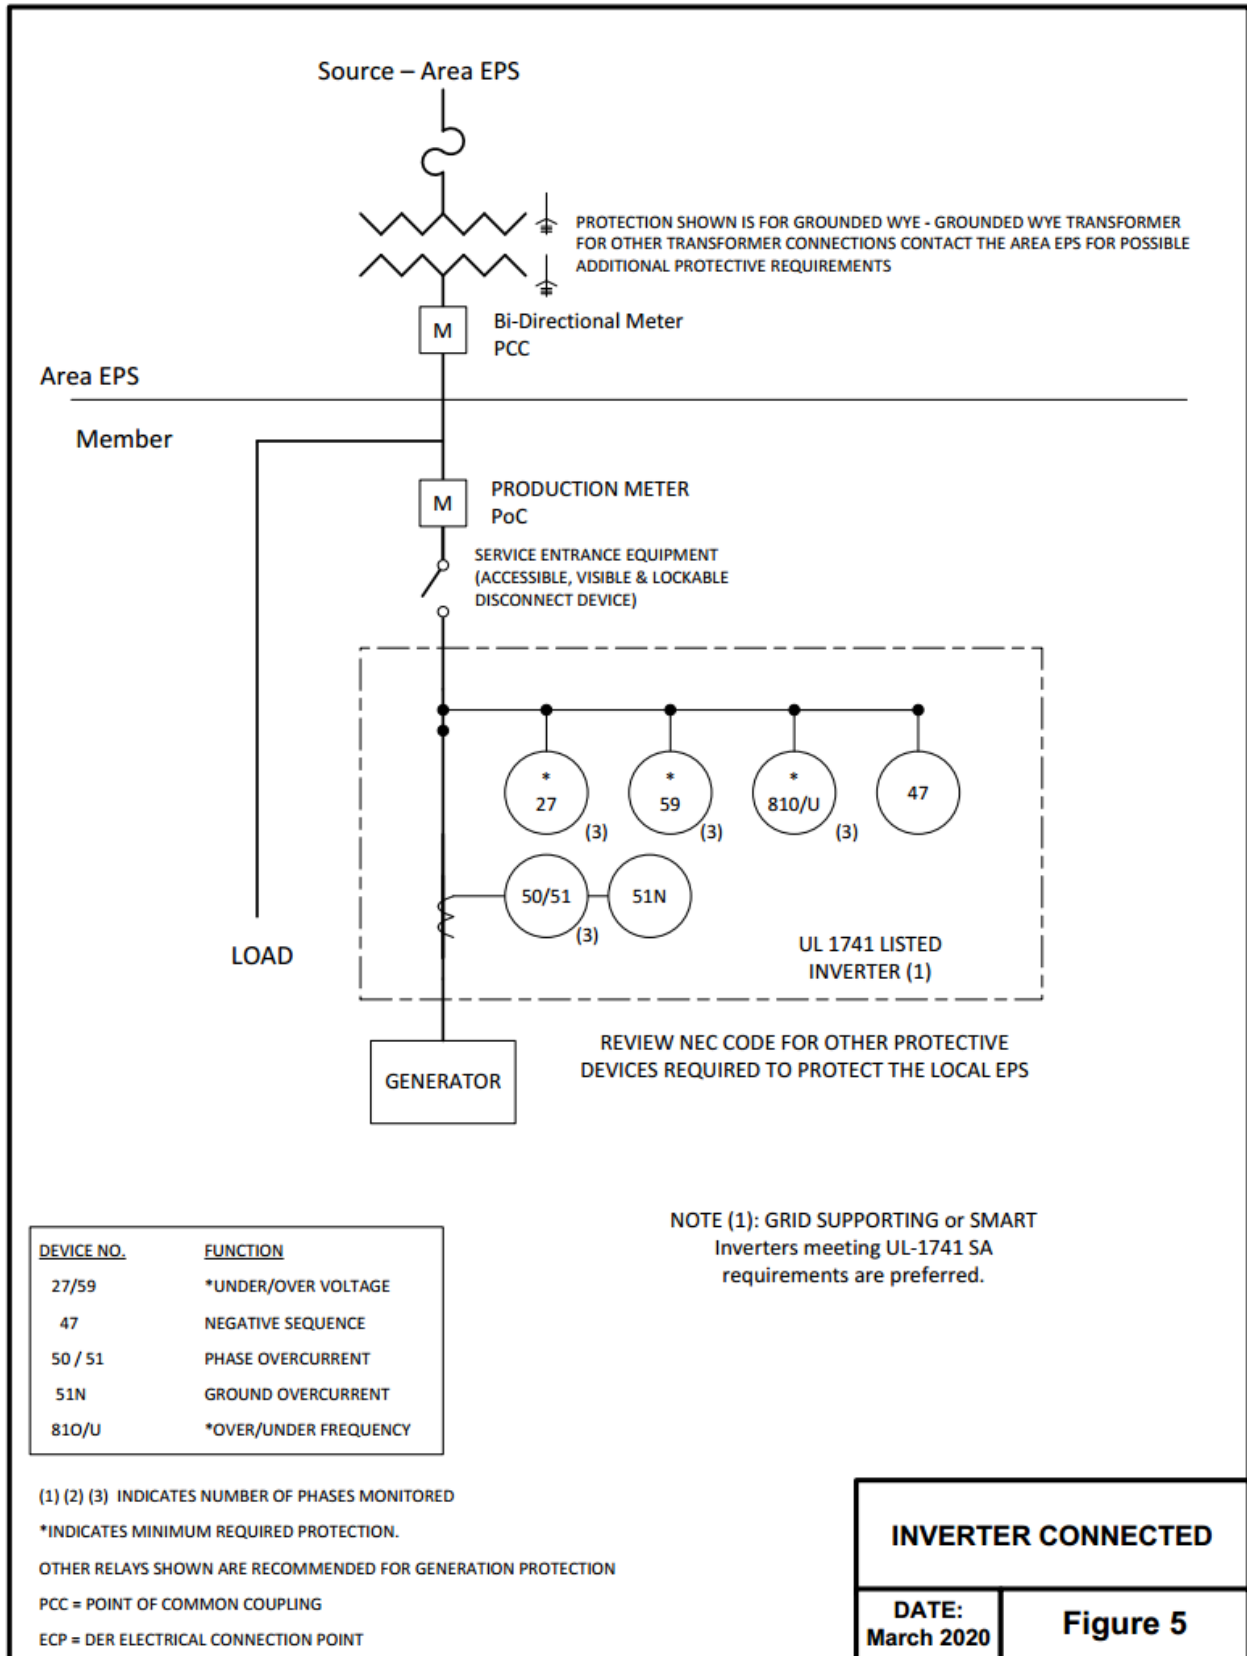 Source – Area EPS
PROTECTION SHOWN IS FOR GROUNDED WYE - GROUNDED WYE TRANSFORMER
FOR OTHER TRANSFORMER CONNECTIONS CONTACT THE AREA EPS FOR POSSIBLE
ADDITIONAL PROTECTIVE REQUIREMENTS
M
Bi-Directional Meter
PCC
Area EPS
Member
M
PRODUCTION METER
PoC
SERVICE ENTRANCE EQUIPMENT
(ACCESSIBLE, VISIBLE & LOCKABLE
DISCONNECT DEVICE)
* 
27
(3)
*
59
(3)
*
810/U
(3)
47
50/51
(3)
51N
UL 1741 LISTED
INVERTER (1)
LOAD
REVIEW NEC CODE FOR OTHER PROTECTIVE
DEVICES REQUIRED TO PROTECT THE LOCAL EPS
GENERATOR
NOTE (1): GRID SUPPORTING or SMART
Inverters meeting UL-1741 SA
requirements are preferred.
DEVICE NO. FUNCTION
27/59 *UNDER/OVER VOLTAGE
47 NEGATIVE SEQUENCE
50 / 51 PHASE OVERCURRENT
51N GROUND OVERCURRENT
81O/U *OVER/UNDER FREQUENCY
(1) (2) (3) INDICATES NUMBER OF PHASES MONITORED
*INDICATES MINIMUM REQUIRED PROTECTION.
OTHER RELAYS SHOWN ARE RECOMMENDED FOR GENERATION PROTECTION
PCC = POINT OF COMMON COUPLING
ECP = DER ELECTRICAL CONNECTION POINT
INVERTER CONNECTED
DATE:
March 2020
Figure 5